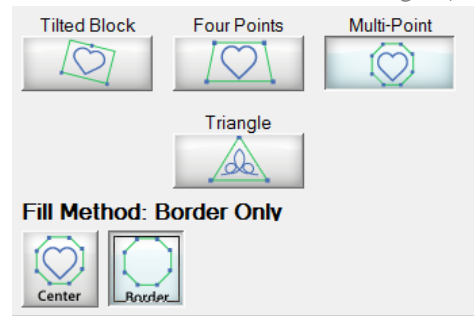 Tilted Block Four Points Multi-Point
Triangle
Fill Method: Border Only
Center Border